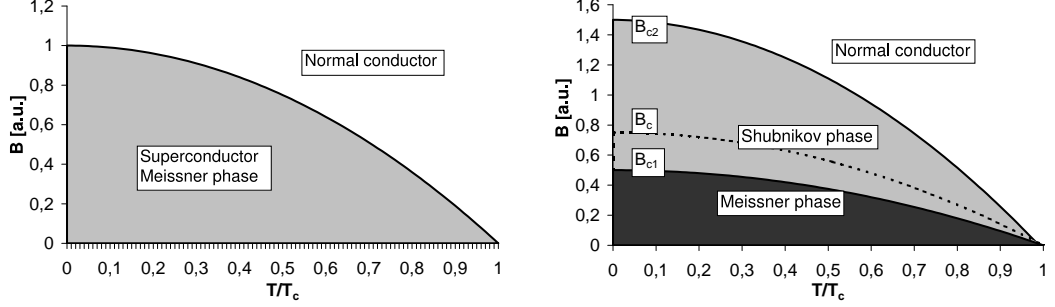 B [a.u.]
1
0,8
0,6
0,4
0,2
0
Normal conductor
Superconductor
Meissner phase
0 0,1 0,2 0,3 0,4 0,5 0,6 0,7 0,8 0,9 1
T/Tc
B [a.u.]
1,6
1,4
1,2
1
0,8
0,6
0,4
0,2
0
Bc2
Normal conductor
Bc
Shubnikov phase
Bc1
Meissner phase
0 0,1 0,2 0,3 0,4 0,5 0,6 0,7 0,8 0,9 1
T/Tc